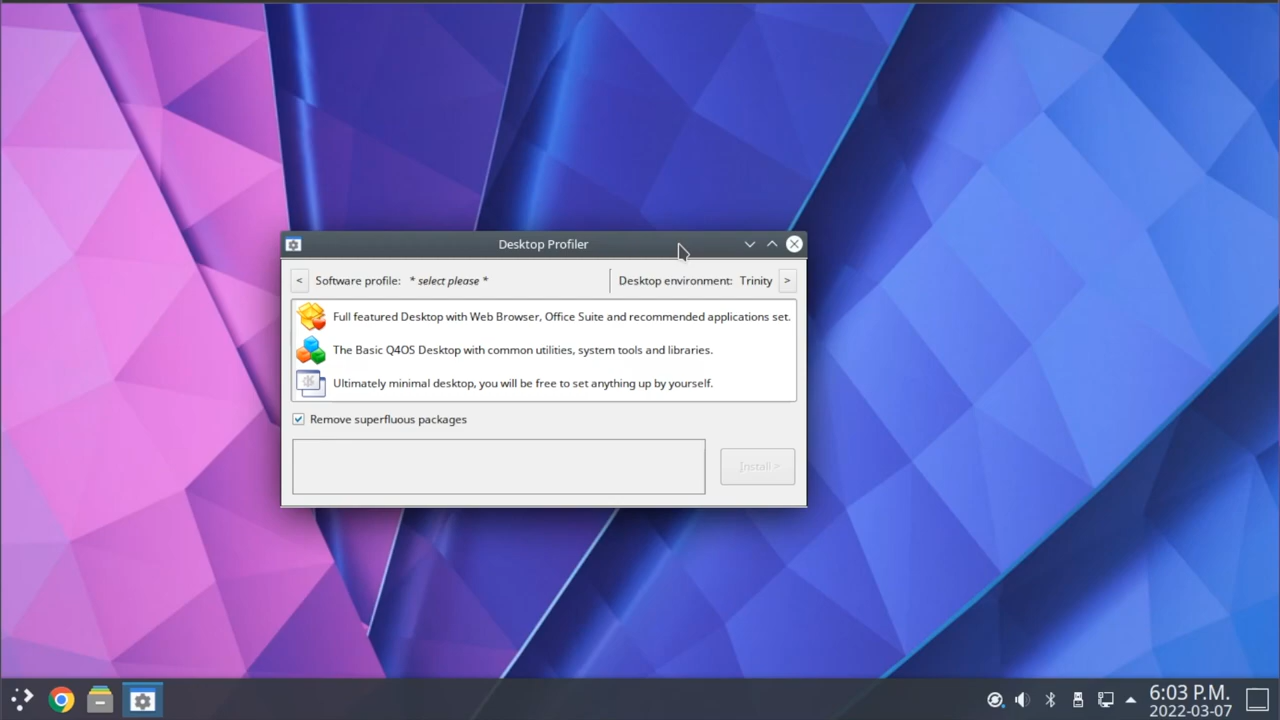 Desktop Profiler
< Software profile: * select please * Desktop environment: Trinity >
Full featured Desktop with Web Browser, Office Suite and recommended applications set.
The Basic Q4OS Desktop with common utilities, system tools and libraries.
Ultimately minimal desktop, you will be free to set anything up by yourself.
Remove superfluous packages
Install >
6:03 P.M.
2022-03-07